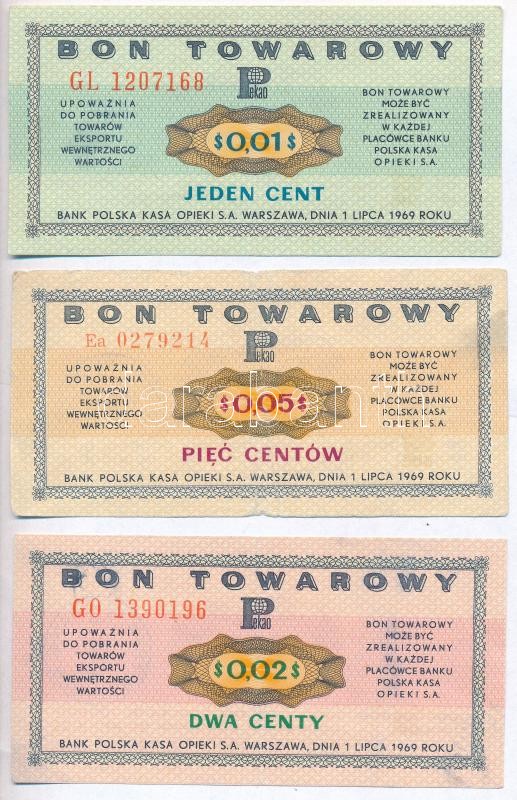 BON TOWAROWY
GL 1207168
Pekao
UPOWAŻNIA
DO POBRANIA
TOWARÓW
EKSPORTU
WEWNĘTRZNEGO
WARTOŚCI
$0,01$
BON TOWAROWY
MOŻE BYĆ
ZREALIZOWANY
W KAŻDEJ
PLACÓWCE BANKU
POLSKA KASA
OPIEKI S.A.
JEDEN CENT
BANK POLSKA KASA OPIEKI S.A. WARSZAWA, DNIA 1 LIPCA 1969 ROKU
BON TOWAROWY
Ea 0279214
Pekao
UPOWAŻNIA
DO POBRANIA
TOWARÓW
EKSPORTU
WEWNĘTRZNEGO
WARTOŚCI
$0,05$
BON TOWAROWY
MOŻE BYĆ
ZREALIZOWANY
W KAŻDEJ
PLACÓWCE BANKU
POLSKA KASA
OPIEKI S.A.
PIĘĆ CENTÓW
BANK POLSKA KASA OPIEKI S.A. WARSZAWA, DNIA 1 LIPCA 1969 ROKU
BON TOWAROWY
GO 1390196
Pekao
UPOWAŻNIA
DO POBRANIA
TOWARÓW
EKSPORTU
WEWNĘTRZNEGO
WARTOŚCI
$0,02$
BON TOWAROWY
MOŻE BYĆ
ZREALIZOWANY
W KAŻDEJ
PLACÓWCE BANKU
POLSKA KASA
OPIEKI S.A.
DWA CENTY
BANK POLSKA KASA OPIEKI S.A. WARSZAWA, DNIA 1 LIPCA 1969 ROKU